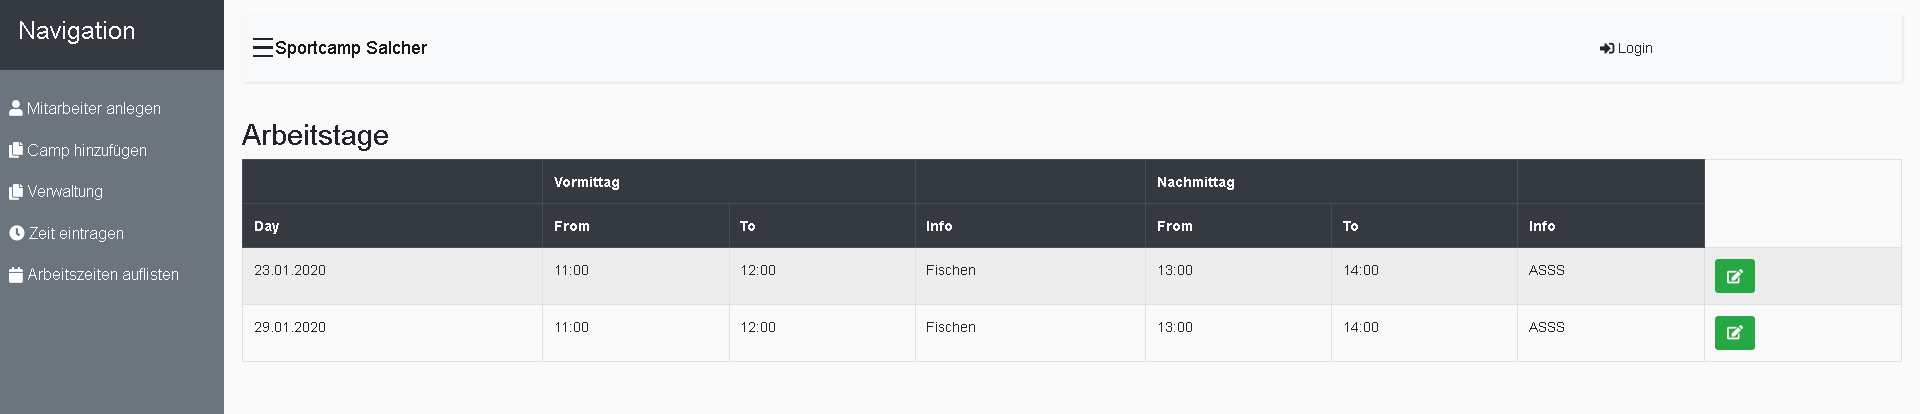 Navigation
Mitarbeiter anlegen
Camp hinzufügen
Verwaltung
Zeit eintragen
Arbeitszeiten auflisten
Sportcamp Salcher
Login
Arbeitstage
Vormittag Nachmittag
Day From To Info From To Info
23.01.2020 11:00 12:00 Fischen 13:00 14:00 ASSS
29.01.2020 11:00 12:00 Fischen 13:00 14:00 ASSS